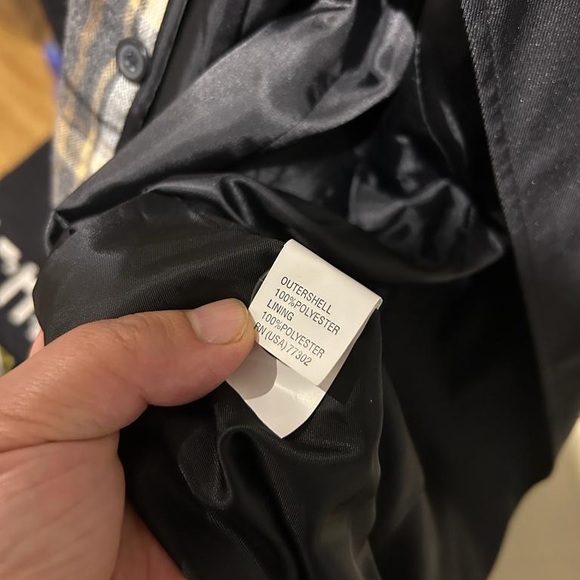 OUTERSHELL
100%POLYESTER
LINING
100%POLYESTER
RN (USA) 77302